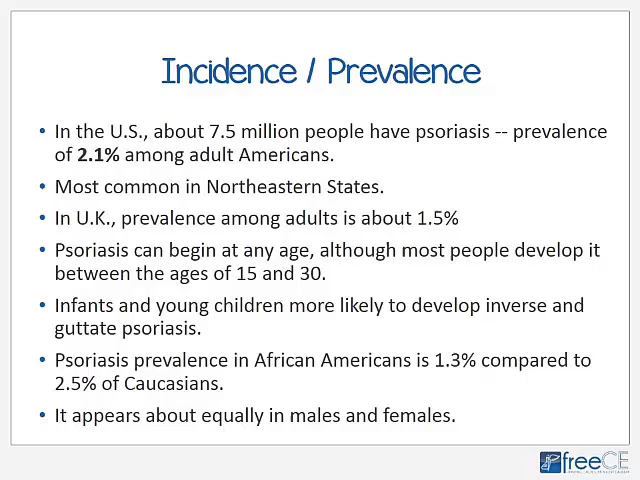 Incidence / Prevalence
• In the U.S., about 7.5 million people have psoriasis -- prevalence
of 2.1% among adult Americans.
• Most common in Northeastern States.
• In U.K., prevalence among adults is about 1.5%
• Psoriasis can begin at any age, although most people develop it
between the ages of 15 and 30.
• Infants and young children more likely to develop inverse and
guttate psoriasis.
• Psoriasis prevalence in African Americans is 1.3% compared to
2.5% of Caucasians.
• It appears about equally in males and females.
freeCE